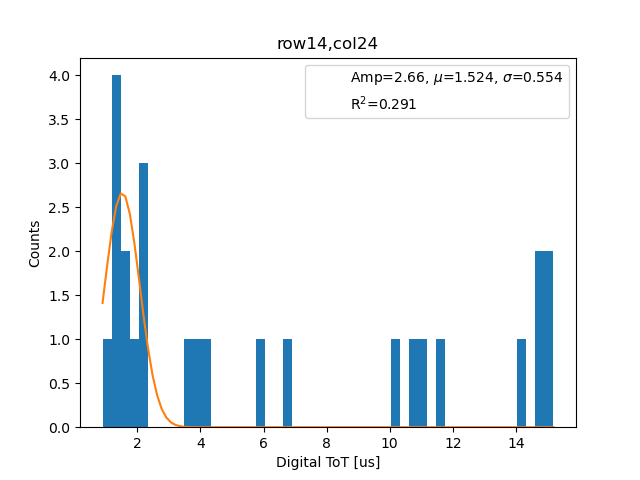 row14,col24
Amp=2.66, μ=1.524, σ=0.554
R²=0.291
4.0
3.5
3.0
2.5
2.0
1.5
1.0
0.5
0.0
Counts
2 4 6 8 10 12 14
Digital ToT [us]